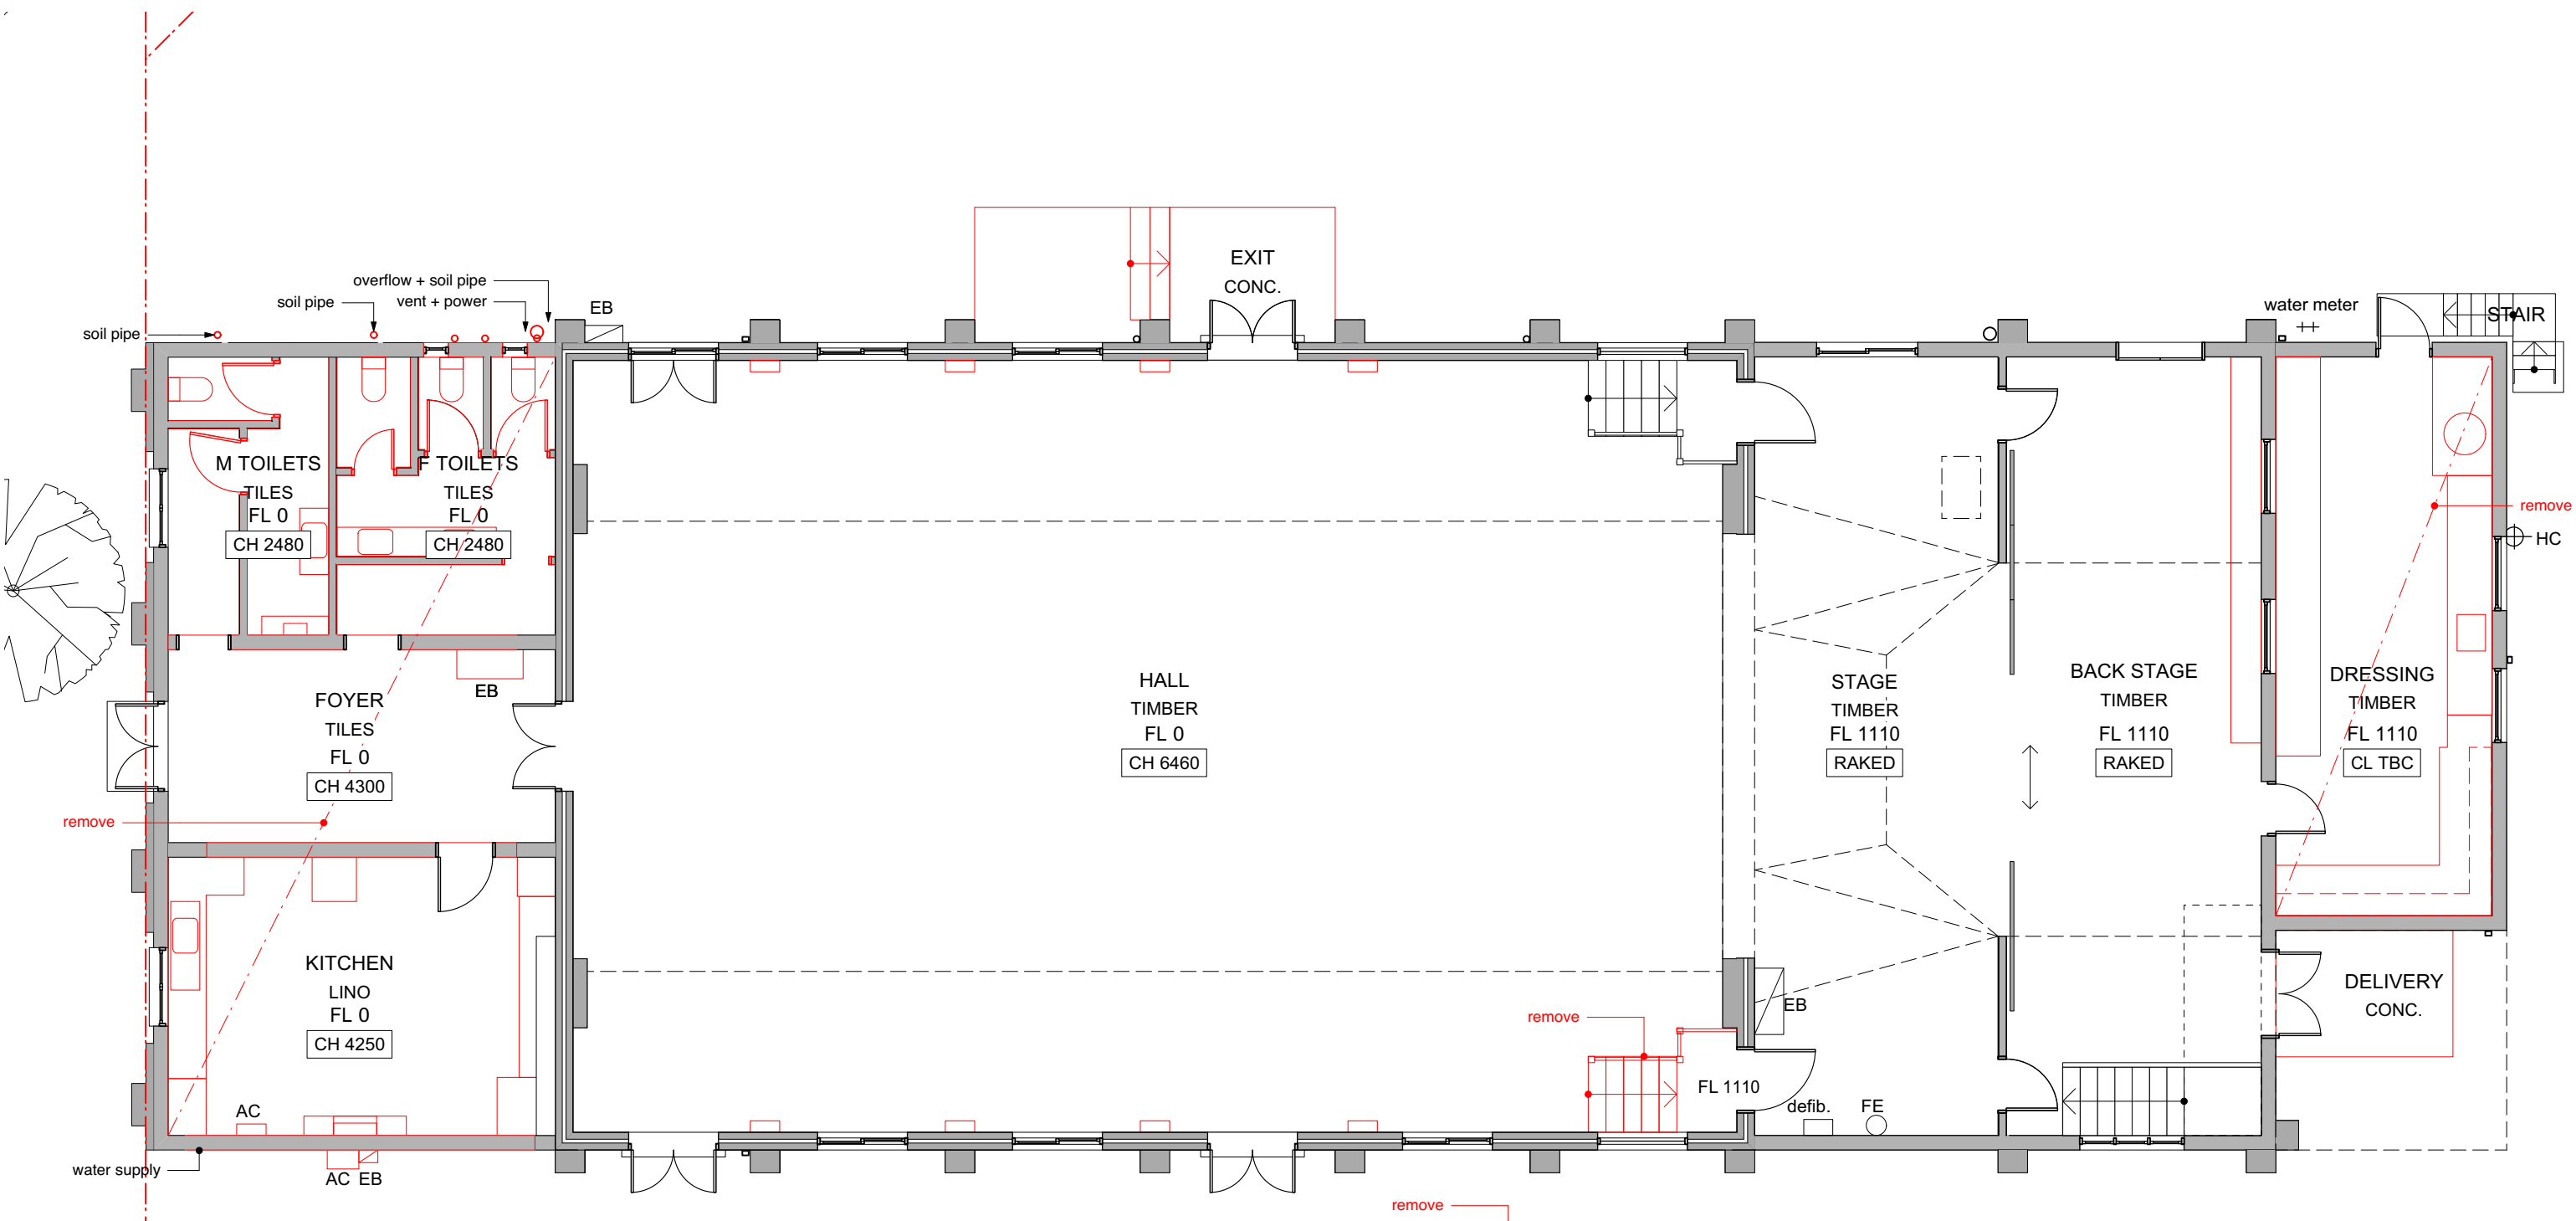 EXIT
CONC.
overflow + soil pipe
soil pipe
vent + power
EB
soil pipe
water meter
STAIR
M TOILETS
TILES
FL 0
CH 2480
F TOILETS
TILES
FL 0
CH 2480
remove
HC
EB
FOYER
TILES
FL 0
CH 4300
remove
HALL
TIMBER
FL 0
CH 6460
STAGE
TIMBER
FL 1110
RAKED
BACK STAGE
TIMBER
FL 1110
RAKED
DRESSING
TIMBER
FL 1110
CL TBC
KITCHEN
LINO
FL 0
CH 4250
AC
water supply
AC EB
remove
EB
FL 1110
defib.
FE
DELIVERY
CONC.
remove